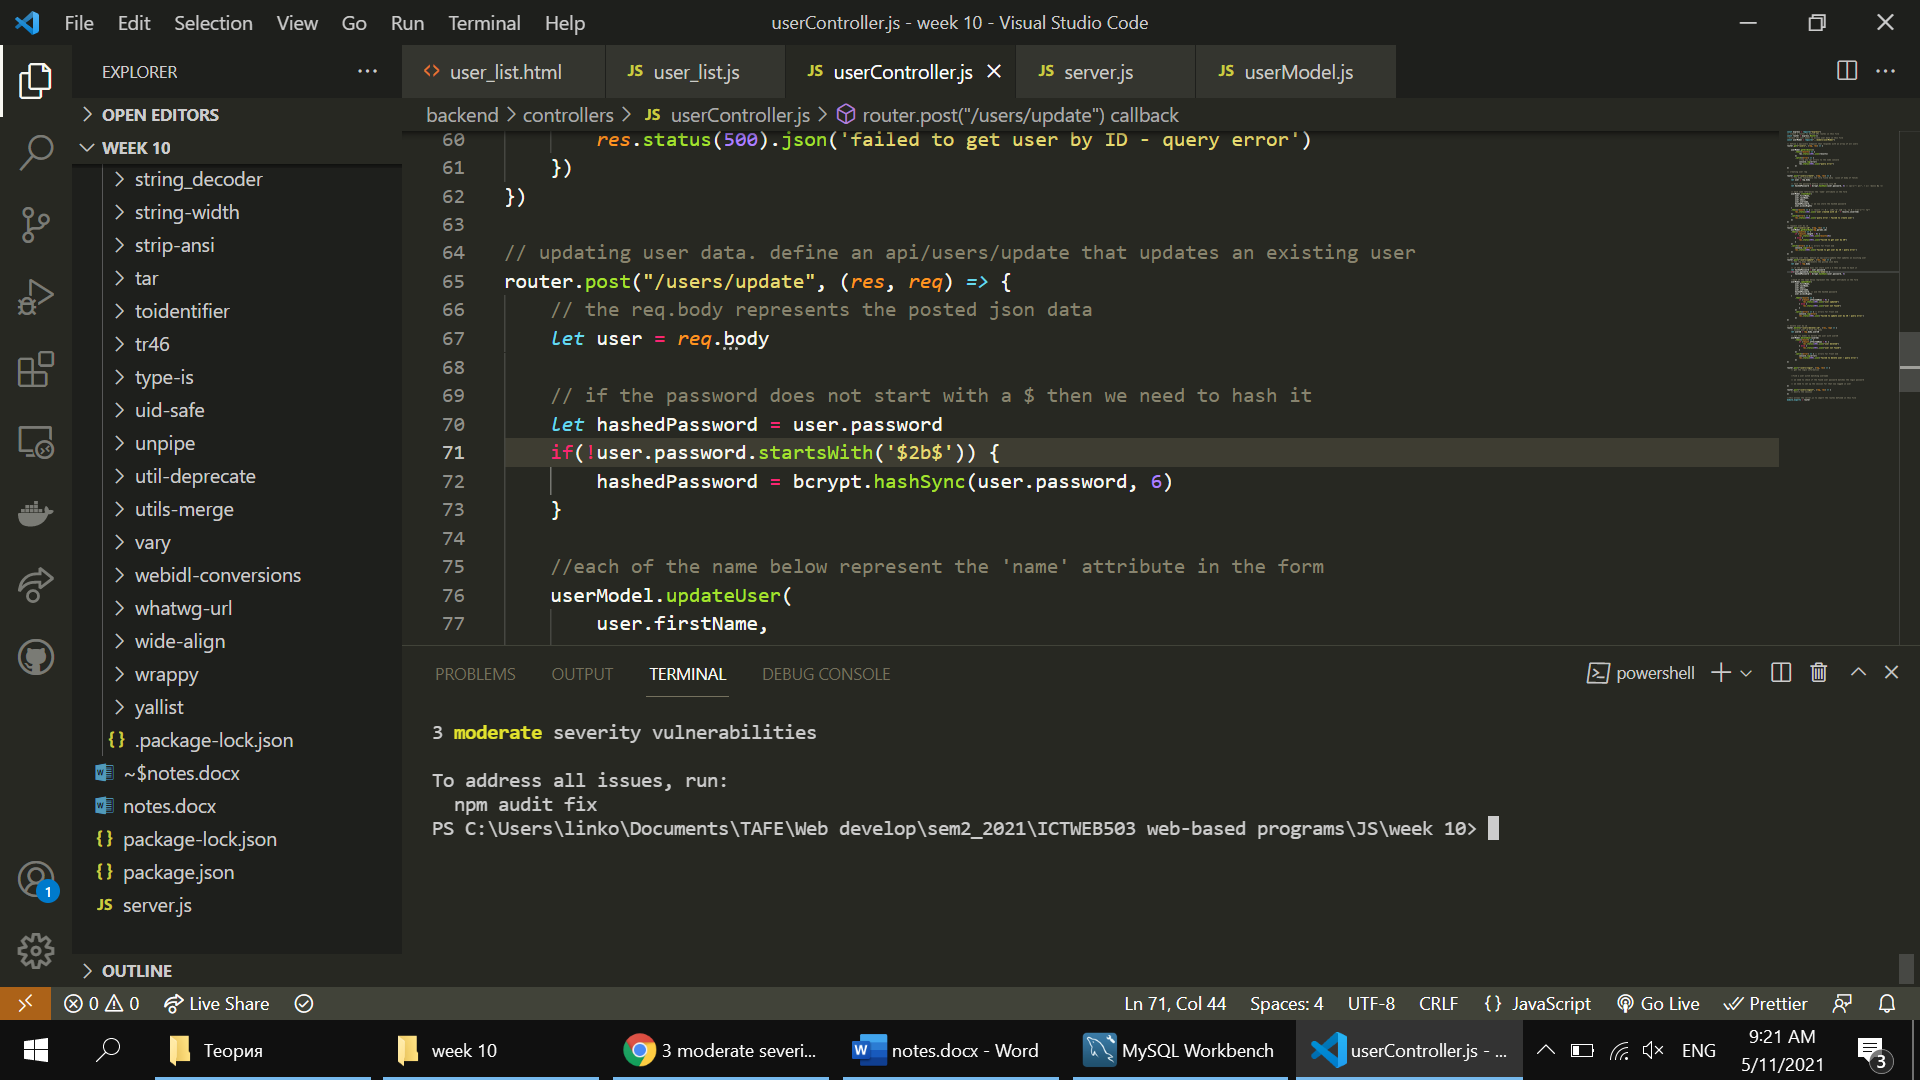 File Edit Selection View Go Run Terminal Help
userController.js - week 10 - Visual Studio Code
EXPLORER
user_list.html
JS user_list.js
JS userController.js
JS server.js
JS userModel.js
OPEN EDITORS
WEEK 10
string_decoder
string-width
strip-ansi
tar
toidentifier
tr46
type-is
uid-safe
unpipe
util-deprecate
utils-merge
vary
webidl-conversions
whatwg-url
wide-align
wrappy
yallist
{} .package-lock.json
~$notes.docx
notes.docx
{} package-lock.json
{} package.json
JS server.js
OUTLINE
backend > controllers > JS userController.js > router.post("/users/update") callback
60 res.status(500).json('failed to get user by ID - query error')
61 })
62 })
63
64 // updating user data. define an api/users/update that updates an existing user
65 router.post("/users/update", (res, req) => {
66 // the req.body represents the posted json data
67 let user = req.body
68
69 // if the password does not start with a $ then we need to hash it
70 let hashedPassword = user.password
71 if(!user.password.startsWith('$2b$')) {
72 hashedPassword = bcrypt.hashSync(user.password, 6)
73 }
74
75 //each of the name below represent the 'name' attribute in the form
76 userModel.updateUser(
77 user.firstName,
PROBLEMS OUTPUT TERMINAL DEBUG CONSOLE
powershell
3 moderate severity vulnerabilities
To address all issues, run:
npm audit fix
PS C:\Users\linko\Documents\TAFE\Web develop\sem2_2021\ICTWEB503 web-based programs\JS\week 10>
1
0 0 Live Share
Ln 71, Col 44 Spaces: 4 UTF-8 CRLF {} JavaScript Go Live Prettier
Теория
week 10
3 moderate severi...
notes.docx - Word
MySQL Workbench
userController.js - ...
ENG
9:21 AM
5/11/2021
3